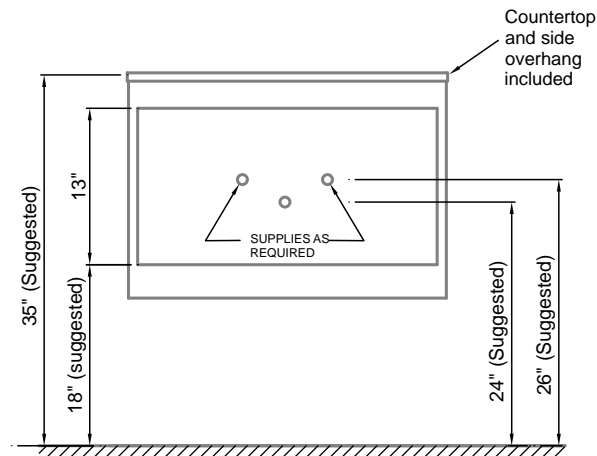 Countertop
and side
overhang
included
13"
35" (Suggested)
18" (suggested)
SUPPLIES AS
REQUIRED
24" (Suggested)
26" (Suggested)